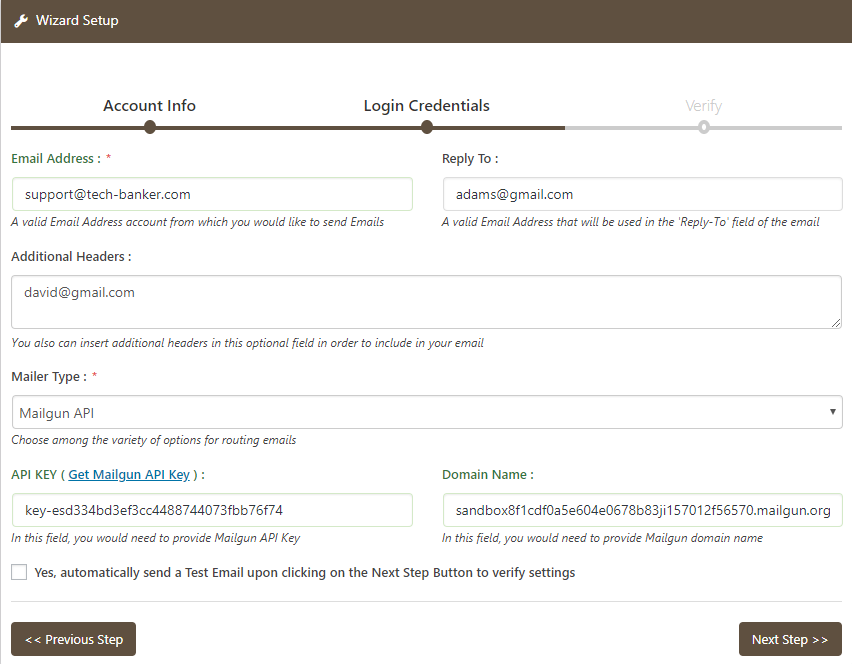 Wizard Setup
Account Info
Login Credentials
Verify
Email Address : *
Reply To :
support@tech-banker.com
adams@gmail.com
A valid Email Address account from which you would like to send Emails
A valid Email Address that will be used in the 'Reply-To' field of the email
Additional Headers :
david@gmail.com
You also can insert additional headers in this optional field in order to include in your email
Mailer Type : *
Mailgun API
Choose among the variety of options for routing emails
API KEY ( Get Mailgun API Key ) :
Domain Name :
key-esd334bd3ef3cc4488744073fbb76f74
sandbox8f1cdf0a5e604e0678b83ji157012f56570.mailgun.org
In this field, you would need to provide Mailgun API Key
In this field, you would need to provide Mailgun domain name
Yes, automatically send a Test Email upon clicking on the Next Step Button to verify settings
<< Previous Step
Next Step >>